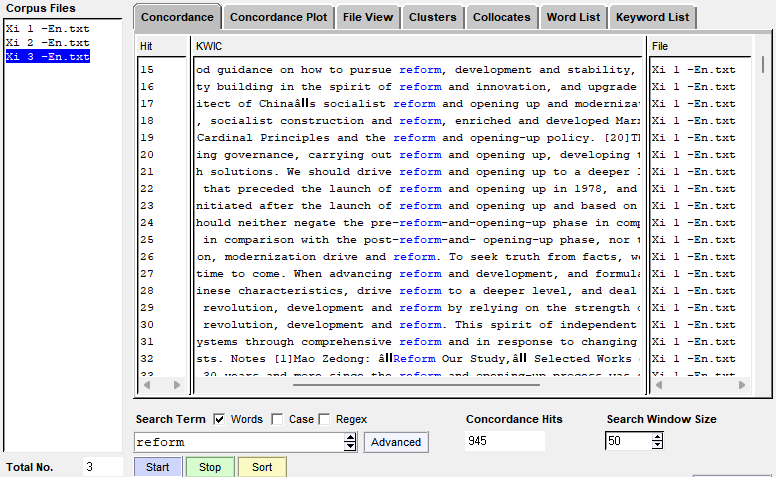 Corpus Files
Xi 1 -En.txt
Xi 2 -En.txt
Xi 3 -En.txt
Total No. 3
Concordance Concordance Plot File View Clusters Collocates Word List Keyword List
Hit KWIC File
15 od guidance on how to pursue reform, development and stability, Xi 1 -En.txt
16 ty building in the spirit of reform and innovation, and upgrade Xi 1 -En.txt
17 itect of Chinaâs socialist reform and opening up and modernizat Xi 1 -En.txt
18 , socialist construction and reform, enriched and developed Marx Xi 1 -En.txt
19 Cardinal Principles and the reform and opening-up policy. [20]Th Xi 1 -En.txt
20 ing governance, carrying out reform and opening up, developing t Xi 1 -En.txt
21 h solutions. We should drive reform and opening up to a deeper l Xi 1 -En.txt
22 that preceded the launch of reform and opening up in 1978, and Xi 1 -En.txt
23 nitiated after the launch of reform and opening up and based on Xi 1 -En.txt
24 hould neither negate the pre-reform-and-opening-up phase in comp Xi 1 -En.txt
25 in comparison with the post-reform-and- opening-up phase, nor t Xi 1 -En.txt
26 on, modernization drive and reform. To seek truth from facts, we Xi 1 -En.txt
27 time to come. When advancing reform and development, and formula Xi 1 -En.txt
28 inese characteristics, drive reform to a deeper level, and deal Xi 1 -En.txt
29 revolution, development and reform by relying on the strength o Xi 1 -En.txt
30 revolution, development and reform. This spirit of independent Xi 1 -En.txt
31 ystems through comprehensive reform and in response to changing Xi 1 -En.txt
32 sts. Notes [1]Mao Zedong: âReform Our Study,â Selected Works Xi 1 -En.txt
33 30 years and more since the reform and opening-up process was Xi 1 -En.txt
Search Term Words Case Regex Concordance Hits Search Window Size
reform Advanced 945 50
Start Stop Sort